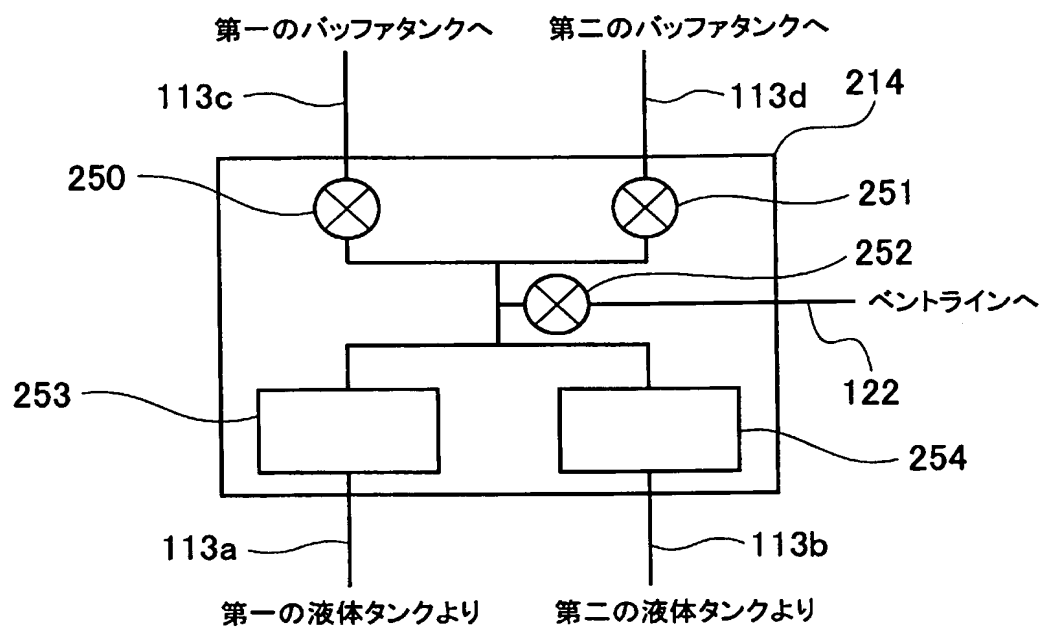 第一のバッファタンクへ
第二のバッファタンクへ
113c
113d
214
250
251
252
ベントラインへ
122
253
254
113a
113b
第一の液体タンクより
第二の液体タンクより